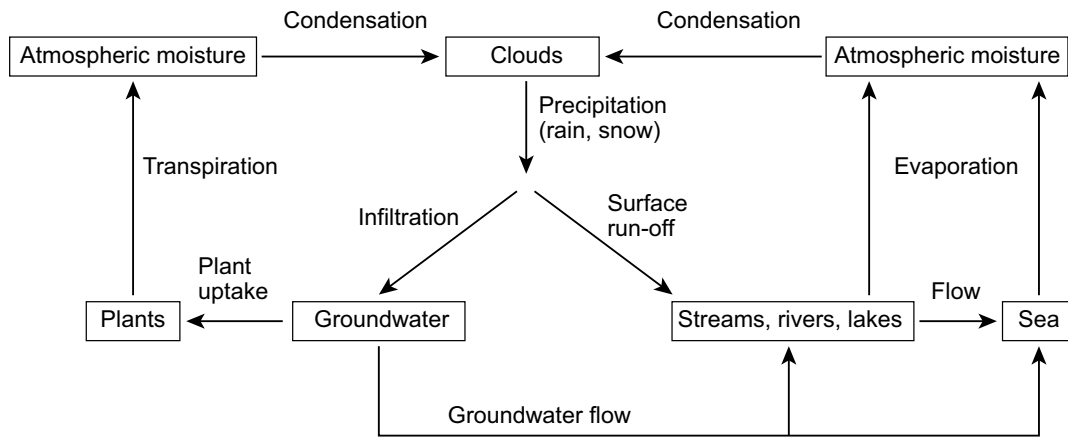 Condensation
Condensation
Atmospheric moisture
Clouds
Atmospheric moisture
Precipitation
(rain, snow)
Transpiration
Evaporation
Infiltration
Surface
run-off
Plant
uptake
Flow
Plants
Groundwater
Streams, rivers, lakes
Sea
Groundwater flow